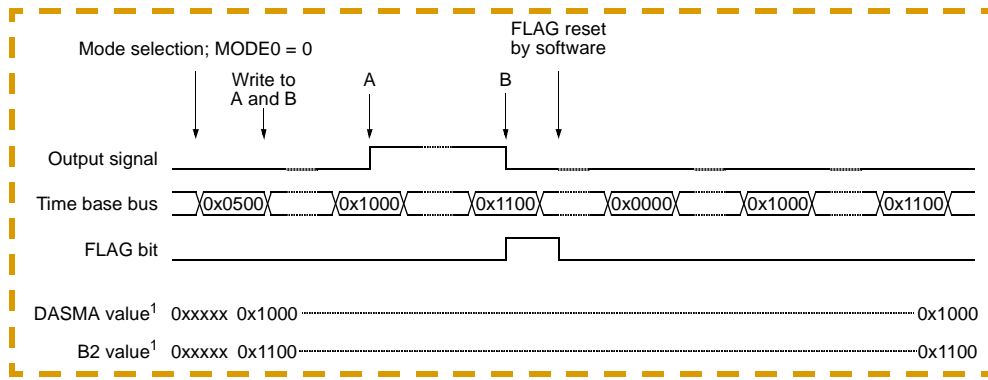 FLAG reset
by software
Mode selection; MODE0 = 0
Write to
A and B
A
B
Output signal
Time base bus 0x0500 0x1000 0x1100 0x0000 0x1000 0x1100
FLAG bit
DASMA value1 0xxxxx 0x1000 0x1000
B2 value1 0xxxxx 0x1100 0x1100